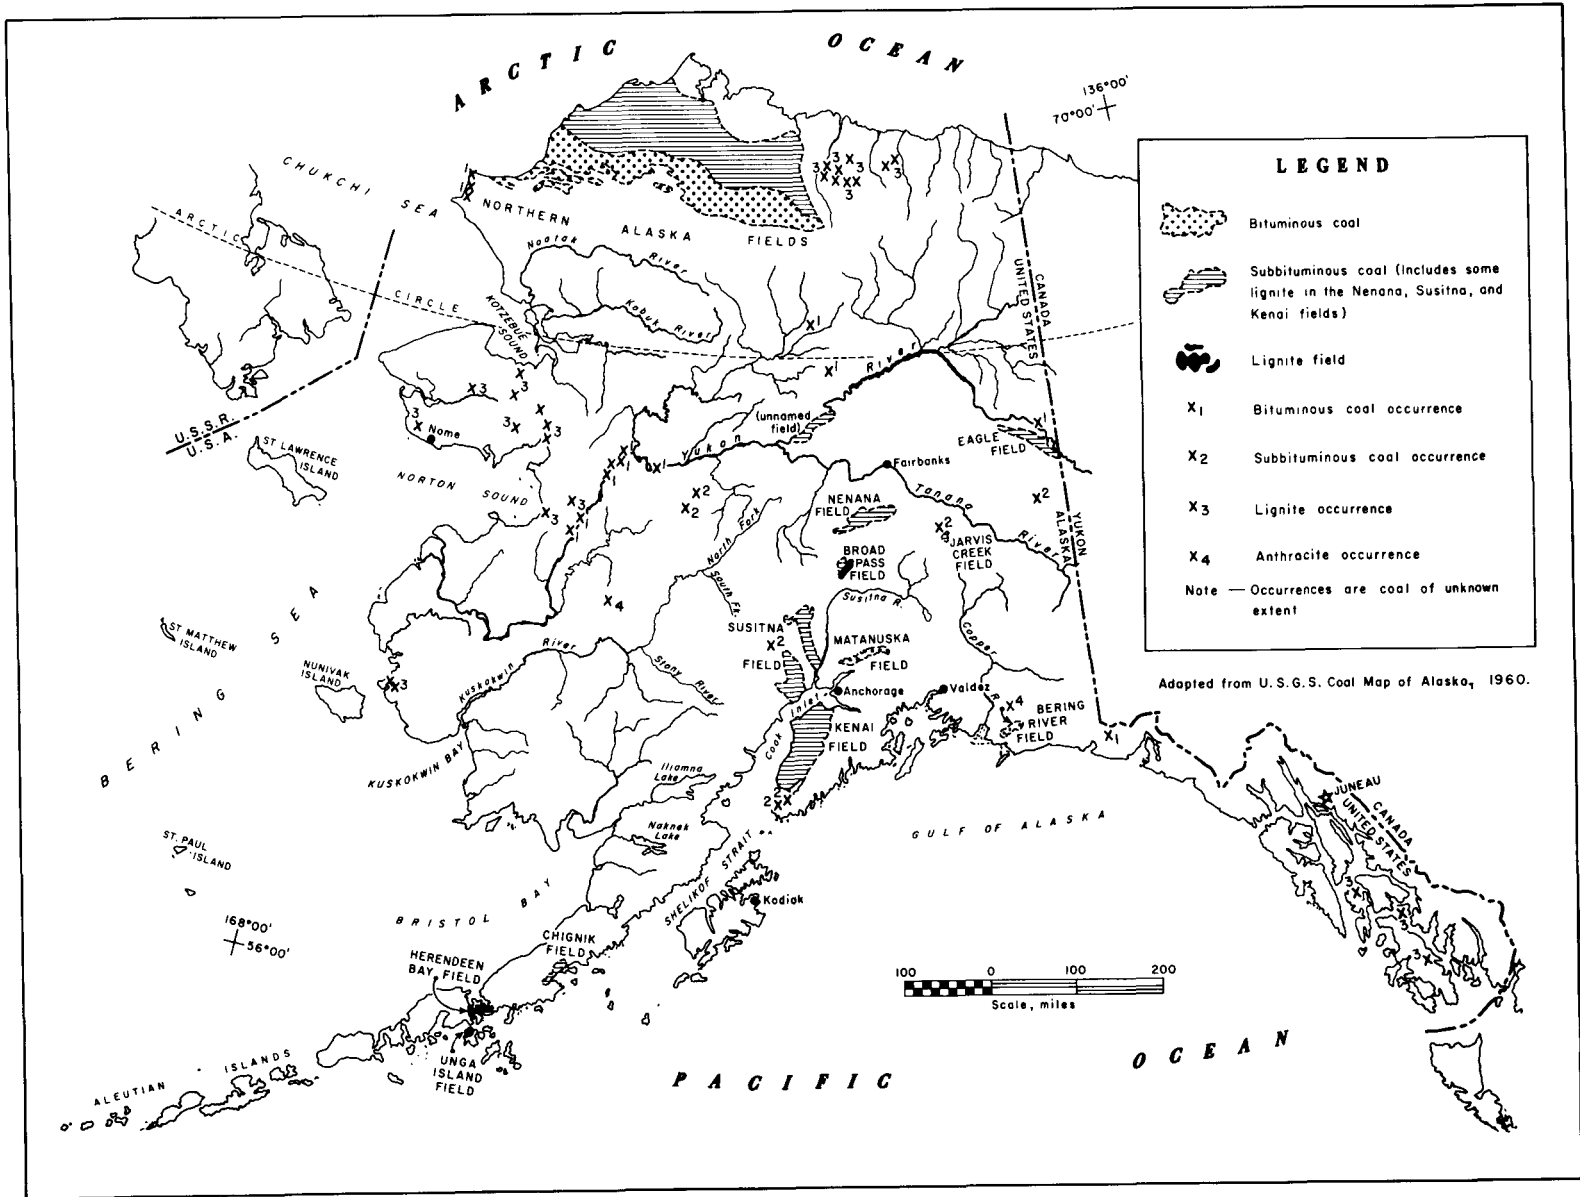 ARCTIC OCEAN
136°00'
70°00'
CHUKCHI SEA
ARCTIC CIRCLE
NORTHERN ALASKA FIELDS
Noatak River
Kobuk River
KOTZEBUE
SOUND
CANADA
UNITED STATES
U.S.S.R.
U.S.A.
Nome
ST LAWRENCE
ISLAND
NORTON SOUND
(unnamed
field)
Yukon River
EAGLE
FIELD
Fairbanks
Tanana River
NENANA
FIELD
BROAD
PASS
FIELD
JARVIS
CREEK
FIELD
YUKON
ALASKA
North Fork
South Fk.
Susitna R.
SUSITNA
FIELD
MATANUSKA
FIELD
Copper R.
BERING SEA
ST MATTHEW
ISLAND
NUNIVAK
ISLAND
Kuskokwin River
Stony River
Anchorage
Valdez
Cook Inlet
KENAI
FIELD
BERING
RIVER
FIELD
KUSKOKWIN BAY
Iliamna
Lake
Naknek
Lake
ST. PAUL
ISLAND
168°00'
56°00'
BRISTOL BAY
SHELIKOF STRAIT
Kodiak
GULF OF ALASKA
JUNEAU
CANADA
UNITED STATES
HERENDEEN
BAY FIELD
CHIGNIK
FIELD
UNGA
ISLAND
FIELD
ALEUTIAN ISLANDS
100 0 100 200
Scale, miles
PACIFIC OCEAN
LEGEND
Bituminous coal
Subbituminous coal (Includes some
lignite in the Nenana, Susitna, and
Kenai fields)
Lignite field
X1 Bituminous coal occurrence
X2 Subbituminous coal occurrence
X3 Lignite occurrence
X4 Anthracite occurrence
Note — Occurrences are coal of unknown
extent
Adapted from U.S.G.S. Coal Map of Alaska, 1960.